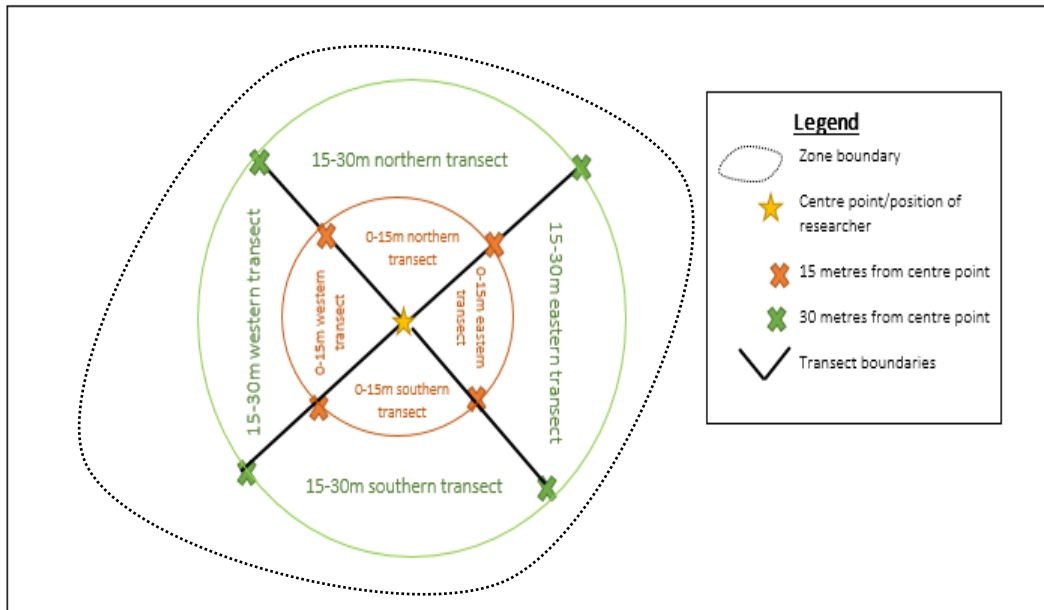 15-30m northern transect
0-15m northern
transect
15-30m western transect
0-15m western
transect
0-15m eastern
transect
15-30m eastern transect
0-15m southern
transect
15-30m southern transect
Legend
Zone boundary
Centre point/position of
researcher
15 metres from centre point
30 metres from centre point
Transect boundaries